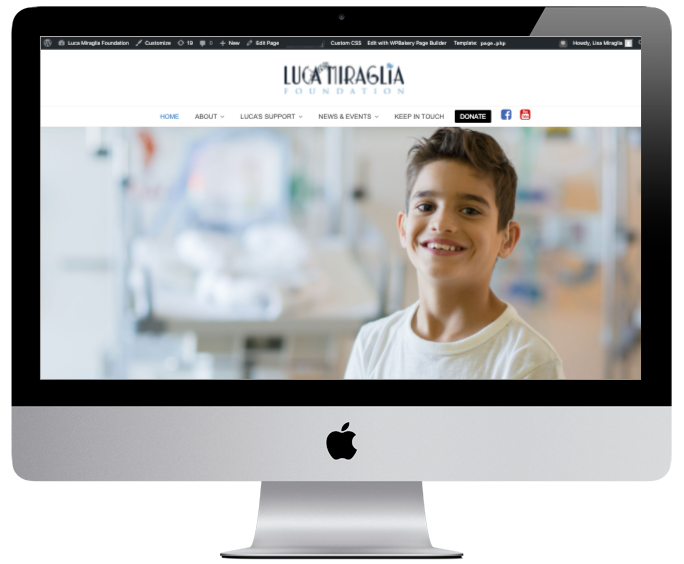 Luca Miraglia Foundation Customize 19 0 New Edit Page Custom CSS Edit with WPBakery Page Builder Template: page.php Howdy, Lisa Miraglia
LUCA MIRAGLIA
FOUNDATION
HOME ABOUT LUCA'S SUPPORT NEWS & EVENTS KEEP IN TOUCH DONATE